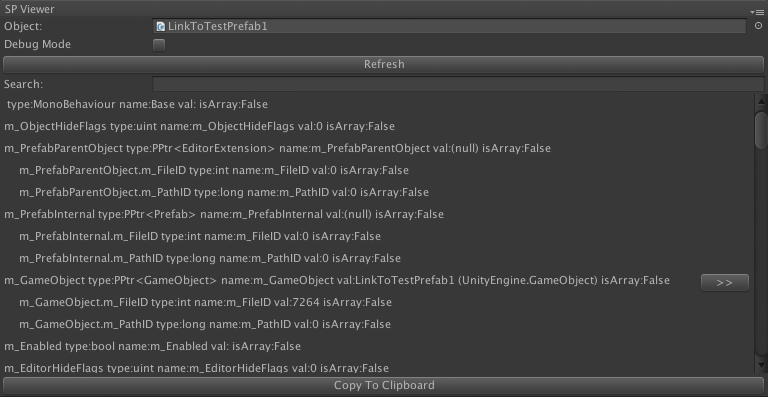 SP Viewer
Object: LinkToTestPrefab1
Debug Mode
Refresh
Search:
type:MonoBehaviour name:Base val: isArray:False
m_ObjectHideFlags type:uint name:m_ObjectHideFlags val:0 isArray:False
m_PrefabParentObject type:PPtr<EditorExtension> name:m_PrefabParentObject val:(null) isArray:False
m_PrefabParentObject.m_FileID type:int name:m_FileID val:0 isArray:False
m_PrefabParentObject.m_PathID type:long name:m_PathID val:0 isArray:False
m_PrefabInternal type:PPtr<Prefab> name:m_PrefabInternal val:(null) isArray:False
m_PrefabInternal.m_FileID type:int name:m_FileID val:0 isArray:False
m_PrefabInternal.m_PathID type:long name:m_PathID val:0 isArray:False
m_GameObject type:PPtr<GameObject> name:m_GameObject val:LinkToTestPrefab1 (UnityEngine.GameObject) isArray:False >>
m_GameObject.m_FileID type:int name:m_FileID val:7264 isArray:False
m_GameObject.m_PathID type:long name:m_PathID val:0 isArray:False
m_Enabled type:bool name:m_Enabled val: isArray:False
m_EditorHideFlags type:uint name:m_EditorHideFlags val:0 isArray:False
Copy To Clipboard